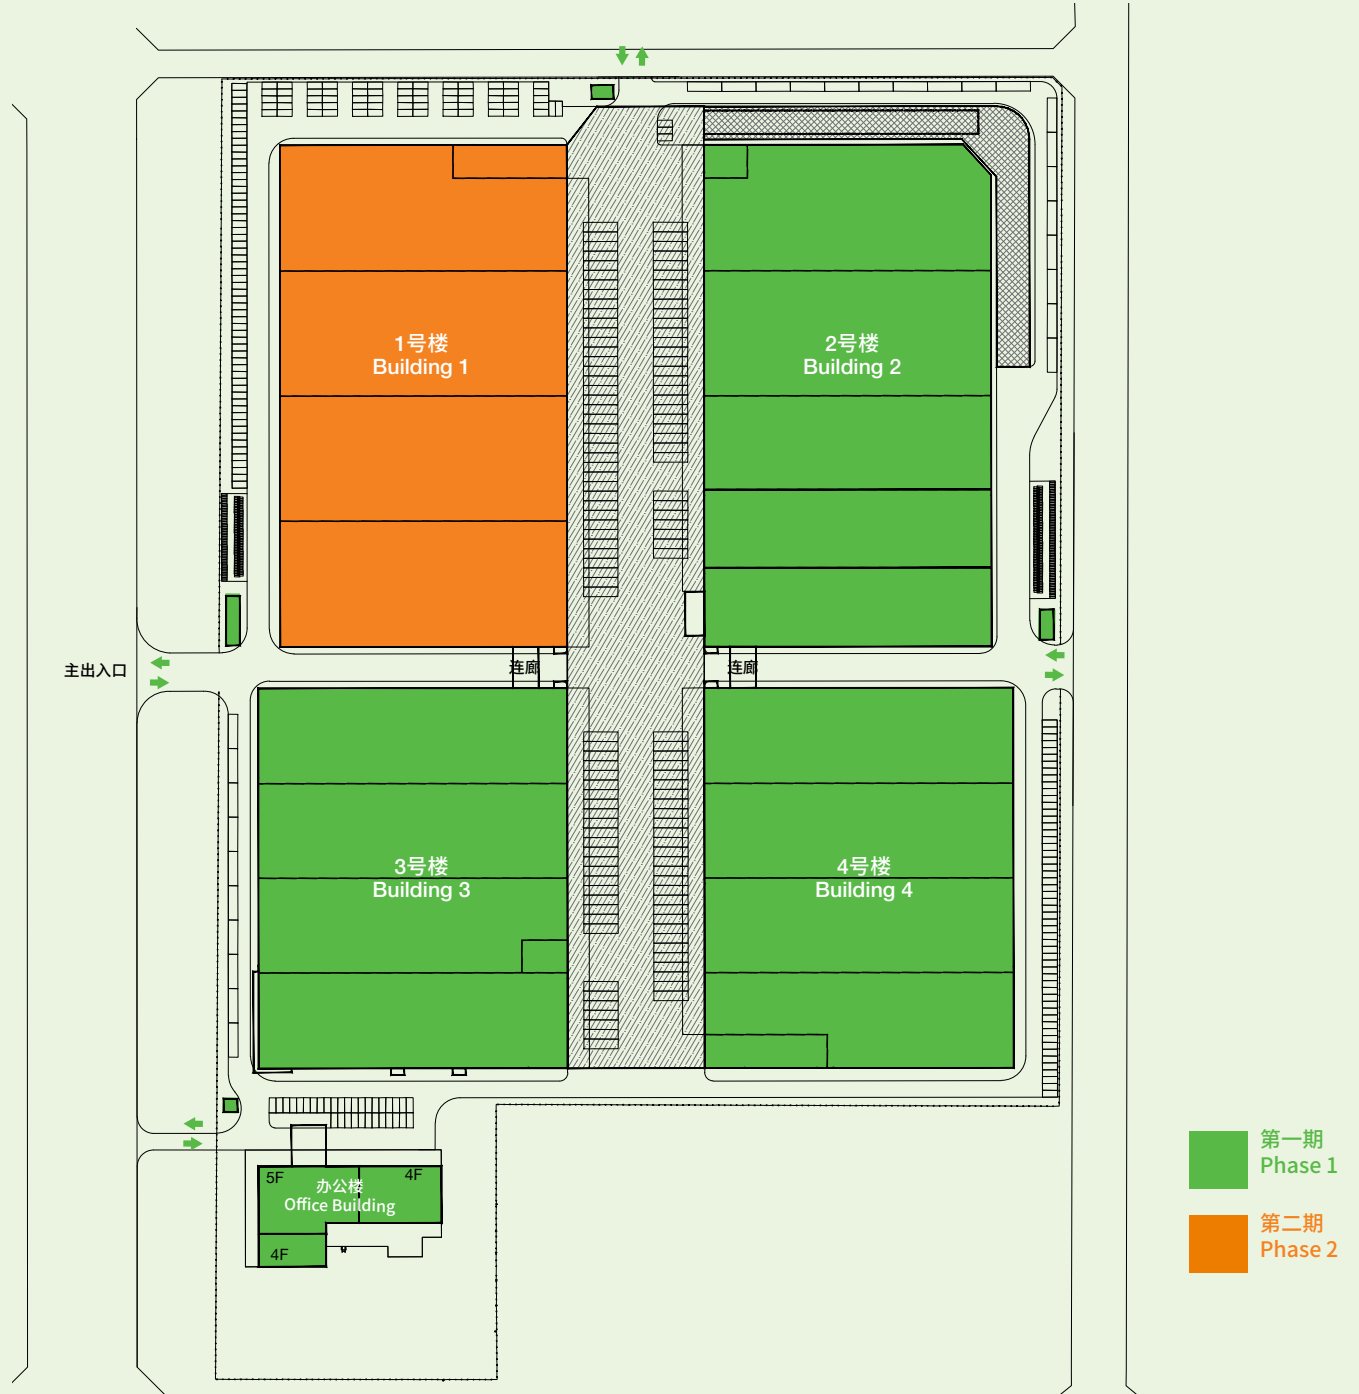 1号楼
Building 1
2号楼
Building 2
主出入口
连廊
连廊
3号楼
Building 3
4号楼
Building 4
5F
4F
办公楼
Office Building
4F
第一期
Phase 1
第二期
Phase 2